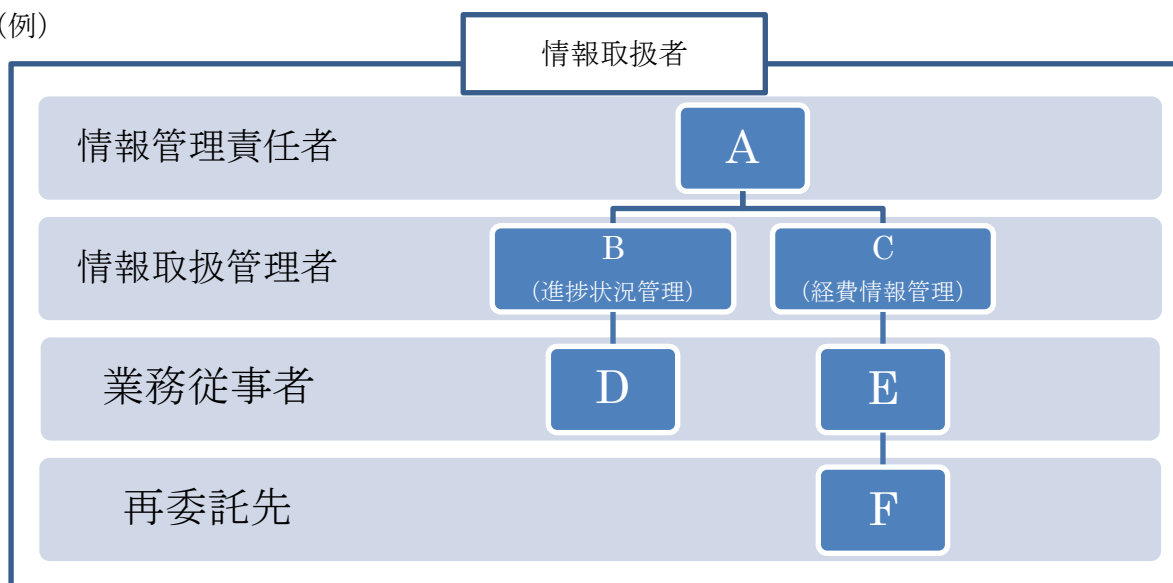 (例)
情報取扱者
情報管理責任者
A
情報取扱管理者
B
(進捗状況管理)
C
(経費情報管理)
業務従事者
D
E
再委託先
F